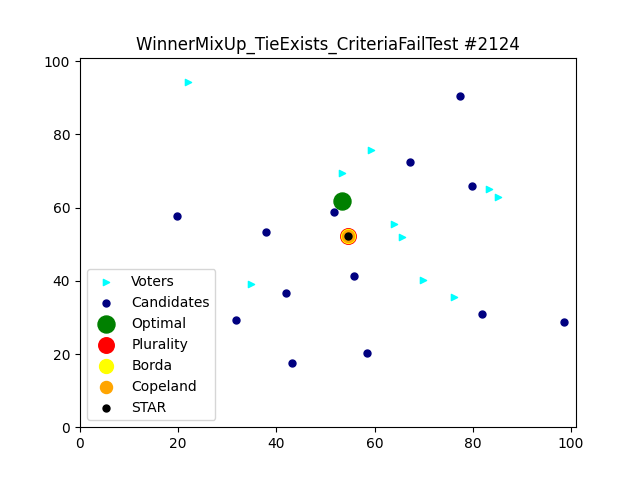 WinnerMixUp_TieExists_CriteriaFailTest #2124
100
80
60
40
20
0
Voters
Candidates
Optimal
Plurality
Borda
Copeland
STAR
0 20 40 60 80 100